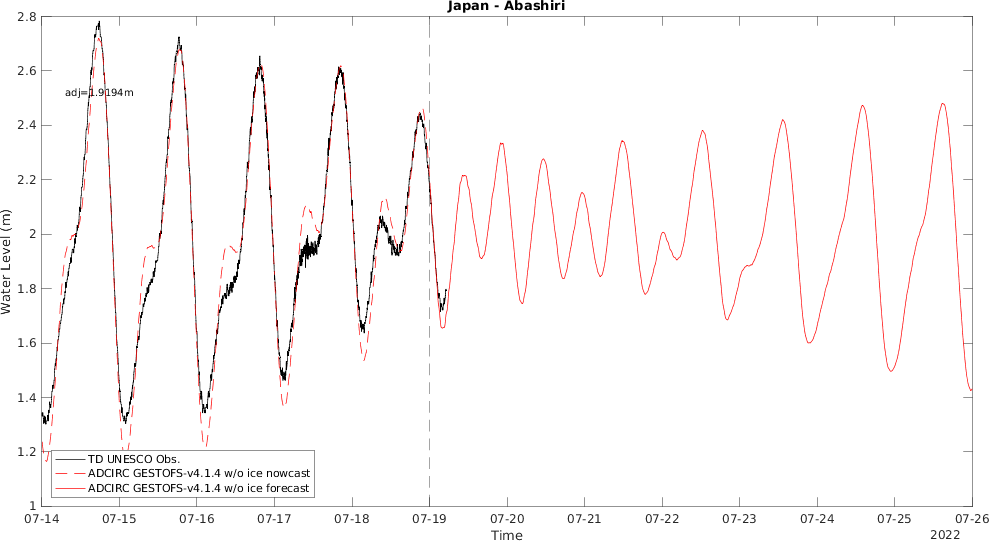 Japan - Abashiri
2.8
2.6
2.4
2.2
2
1.8
1.6
1.4
1.2
1
Water Level (m)
adj=1.9194m
TD UNESCO Obs.
ADCIRC GESTOFS-v4.1.4 w/o ice nowcast
ADCIRC GESTOFS-v4.1.4 w/o ice forecast
07-14 07-15 07-16 07-17 07-18 07-19 07-20 07-21 07-22 07-23 07-24 07-25 07-26
Time
2022